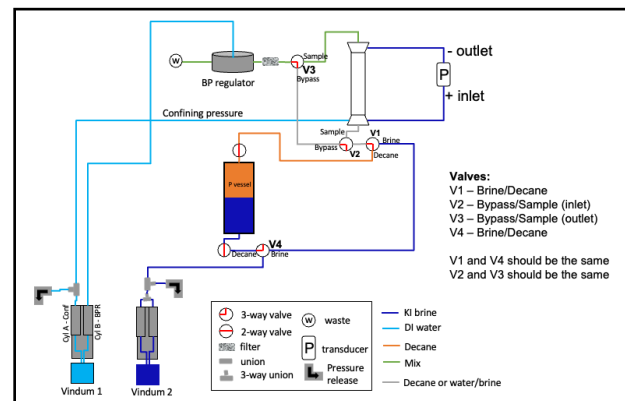 - outlet
Sample
W
V3
P
BP regulator
Bypass
+ inlet
Confining pressure
Sample
V1
Brine
Bypass
V2
Decane
P vessel
Valves:
V1 – Brine/Decane
V2 – Bypass/Sample (inlet)
V3 – Bypass/Sample (outlet)
V4 – Brine/Decane
V1 and V4 should be the same
V2 and V3 should be the same
V4
Decane
Brine
Cyl A - Conf
Cyl B - BPR
Vindum 1
Vindum 2
3-way valve
2-way valve
filter
union
3-way union
W
waste
P
transducer
Pressure
release
KI brine
DI water
Decane
Mix
Decane or water/brine